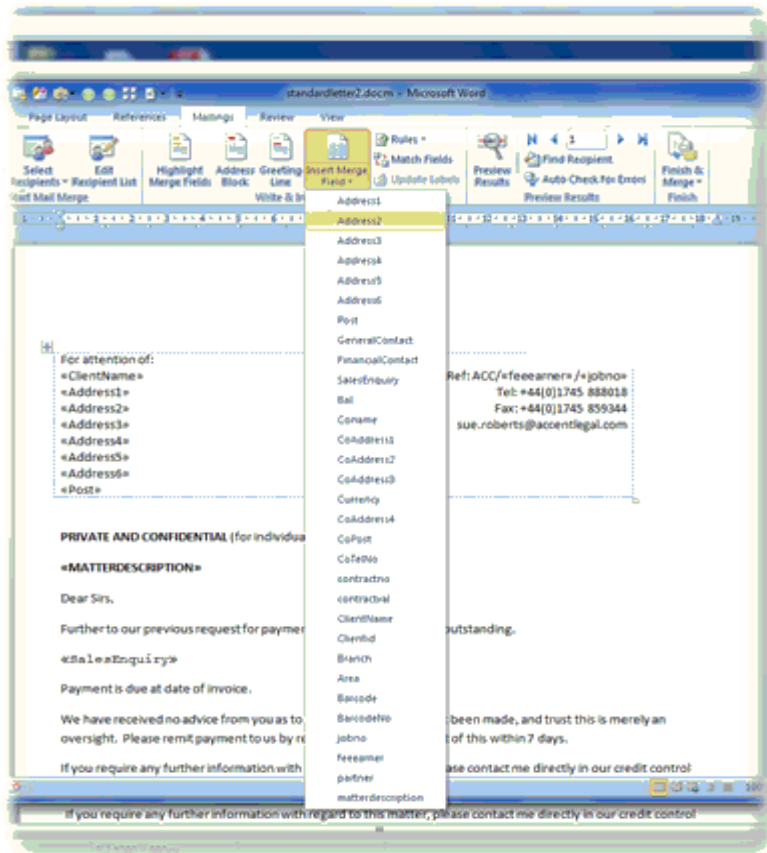 standardletter2.docm - Microsoft Word
Page Layout References Mailings Review View
Select Recipients Edit Recipient List Highlight Merge Fields Address Block Greeting Line Insert Merge Field Rules Match Fields Update Labels Preview Results 1 Find Recipient Auto Check For Errors Finish & Merge
Start Mail Merge Write & In Preview Results Finish
Address1
Address2
Address3
Address4
Address5
Address6
Post
GeneralContact
FinancialContact
SalesEnquiry
Bal
Coname
CoAddress1
CoAddress2
CoAddress3
Currency
CoAddress4
CoPost
CoTelNo
contractno
contractval
ClientName
ClientId
Branch
Area
Barcode
BarcodeNo
jobno
feeearner
partner
matterdescription
For attention of:
«ClientName»
«Address1»
«Address2»
«Address3»
«Address4»
«Address5»
«Address6»
«Post»
Ref: ACC/«feeearner»/«jobno»
Tel: +44(0)1745 888018
Fax: +44(0)1745 859344
sue.roberts@accentlegal.com
PRIVATE AND CONFIDENTIAL (for individua
«MATTERDESCRIPTION»
Dear Sirs,
Further to our previous request for paymen outstanding.
«SalesEnquiry»
Payment is due at date of invoice.
We have received no advice from you as to been made, and trust this is merely an
oversight. Please remit payment to us by re of this within 7 days.
If you require any further information with ase contact me directly in our credit control
If you require any further information with regard to this matter, please contact me directly in our credit control